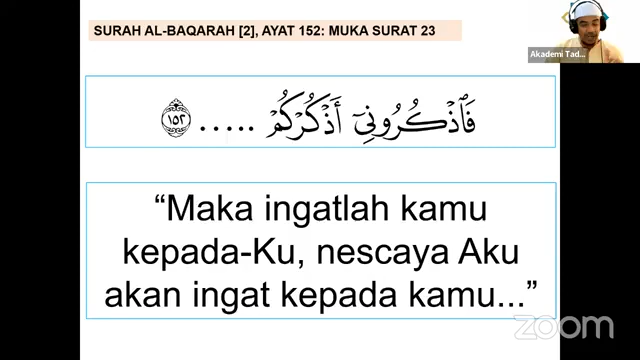 SURAH AL-BAQARAH [2], AYAT 152: MUKA SURAT 23
Akademi Tad...
فَٱذْكُرُونِىٓ أَذْكُرْكُمْ ..... ١٥٢
“Maka ingatlah kamu
kepada-Ku, nescaya Aku
akan ingat kepada kamu...”
zoom